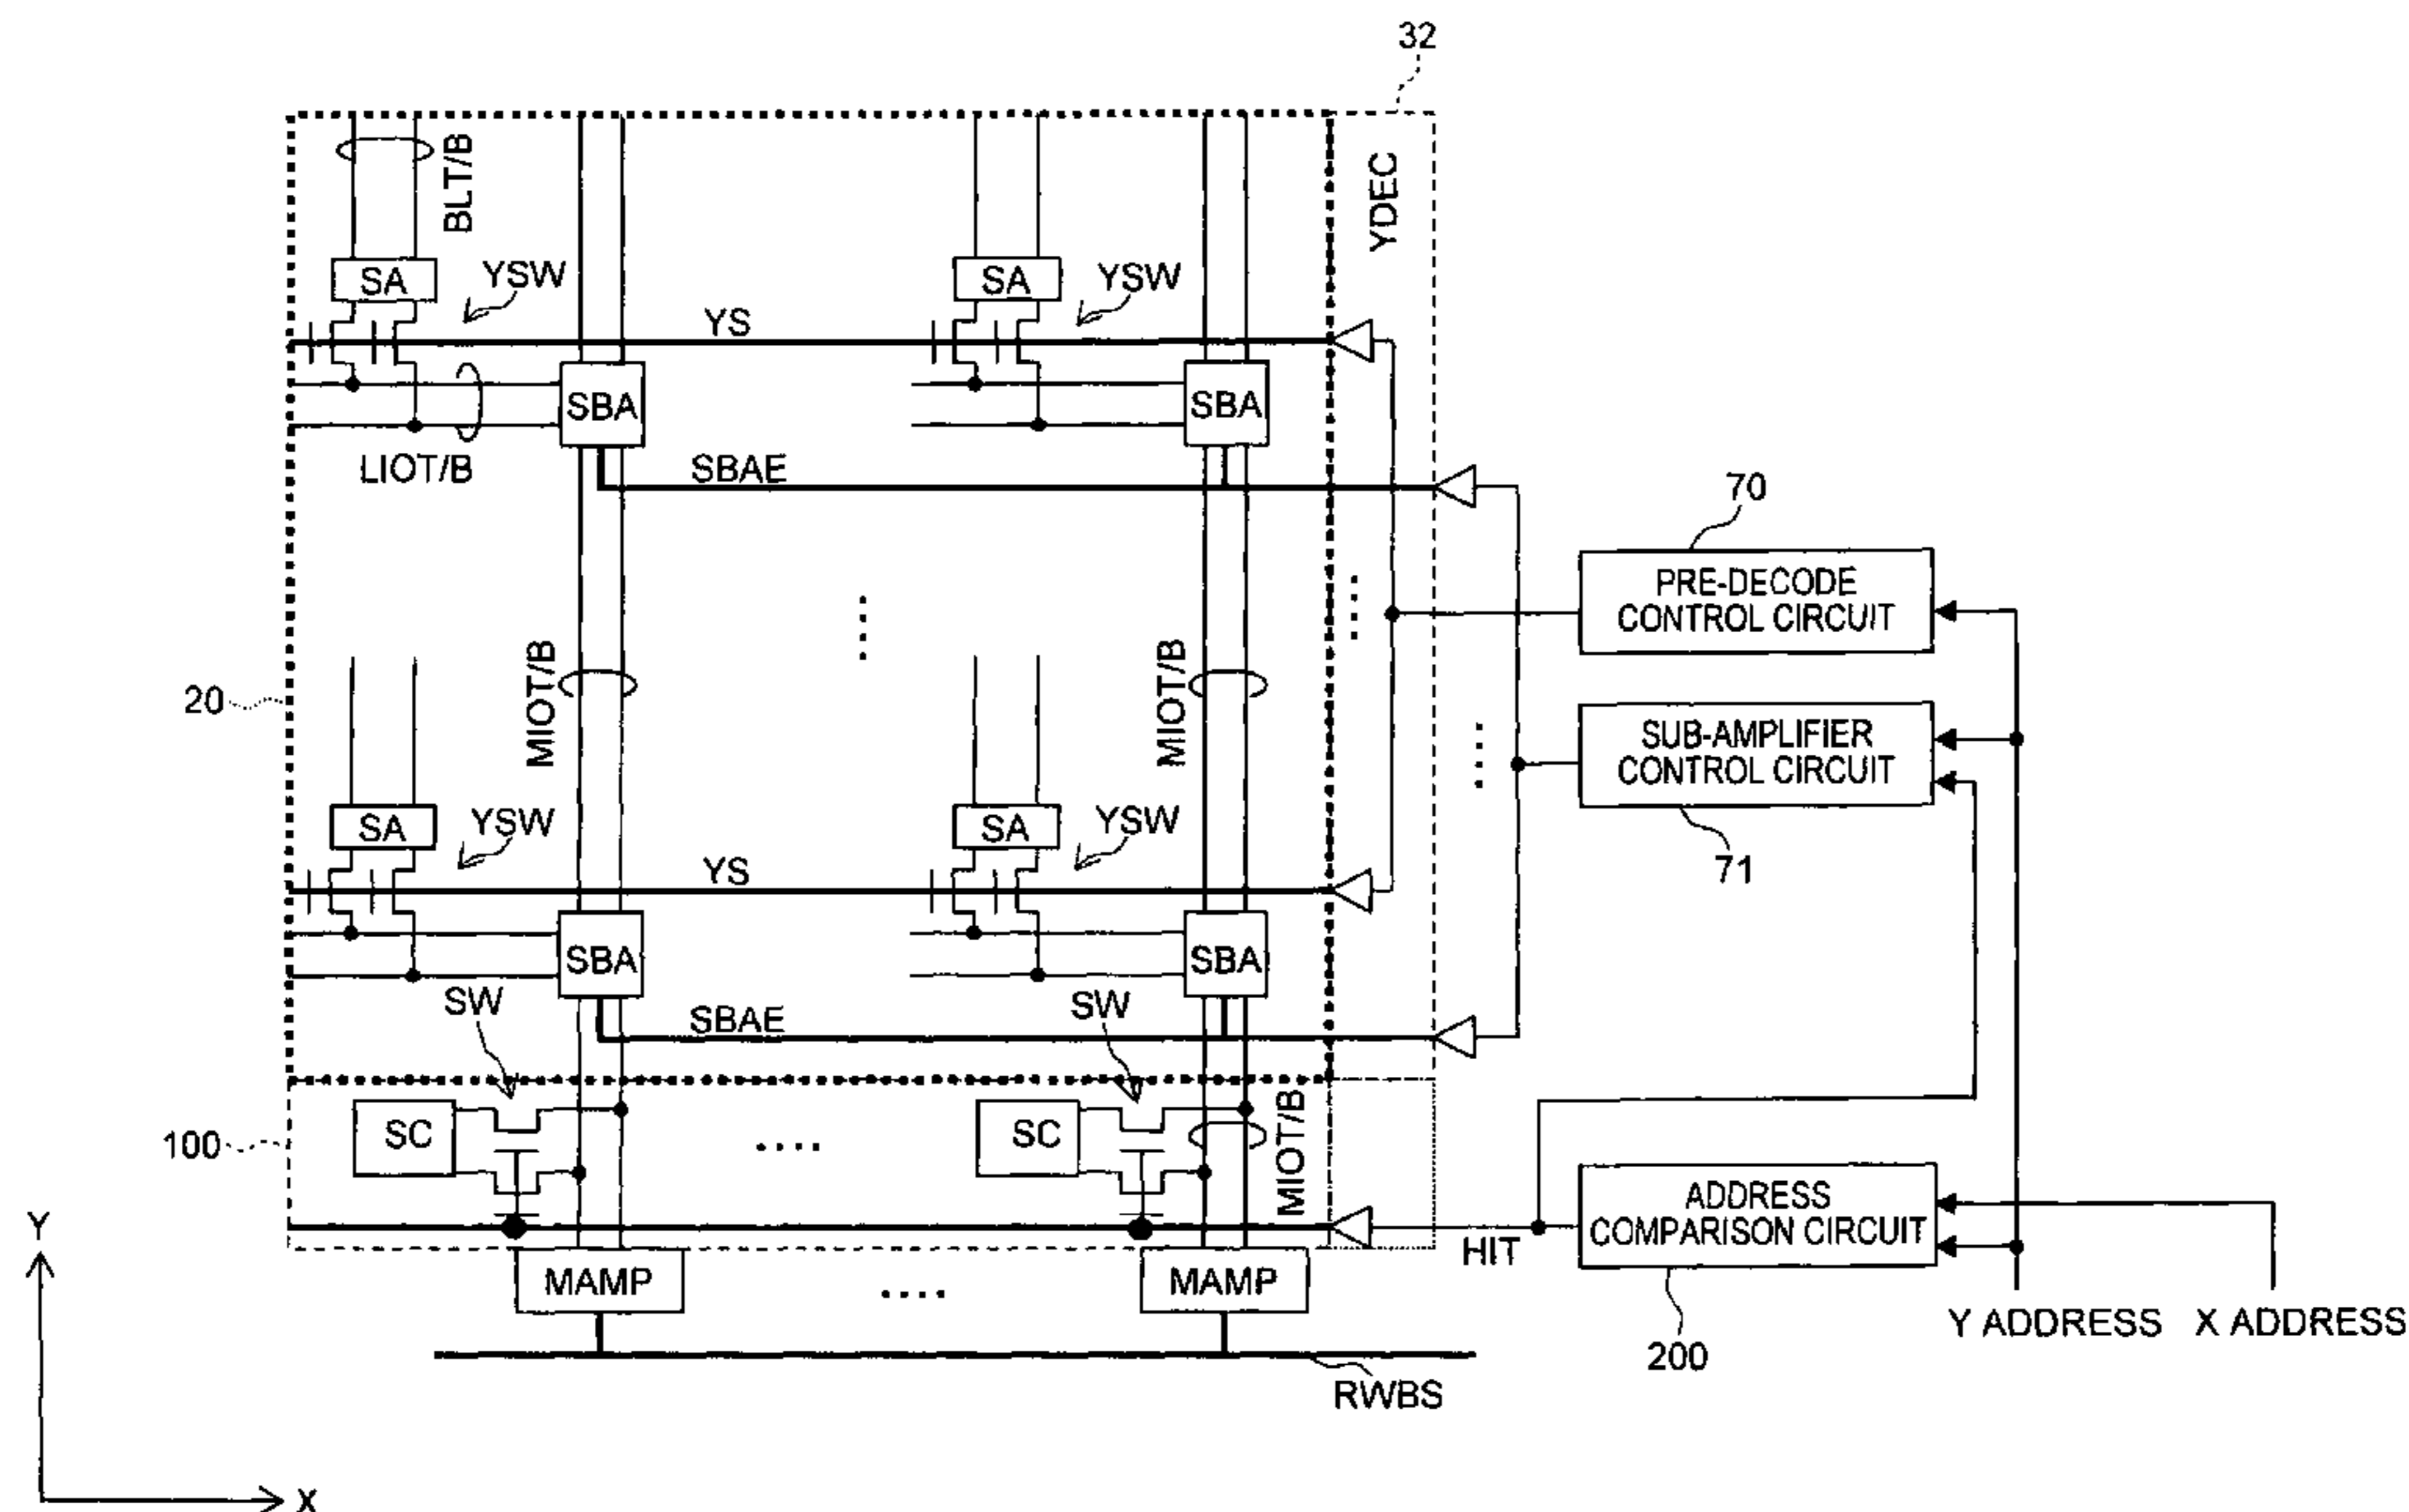 32
BLT/B
YDEC
SA
YSW
SA
YSW
YS
SBA
SBA
LIOT/B
SBAE
70
PRE-DECODE
CONTROL CIRCUIT
20
MIOT/B
MIOT/B
SUB-AMPLIFIER
CONTROL CIRCUIT
71
SA
YSW
SA
YSW
YS
SBA
SBA
SW
SW
SBAE
100
SC
SC
MIOT/B
ADDRESS
COMPARISON CIRCUIT
HIT
200
Y ADDRESS
X ADDRESS
MAMP
MAMP
RWBS
Y
X